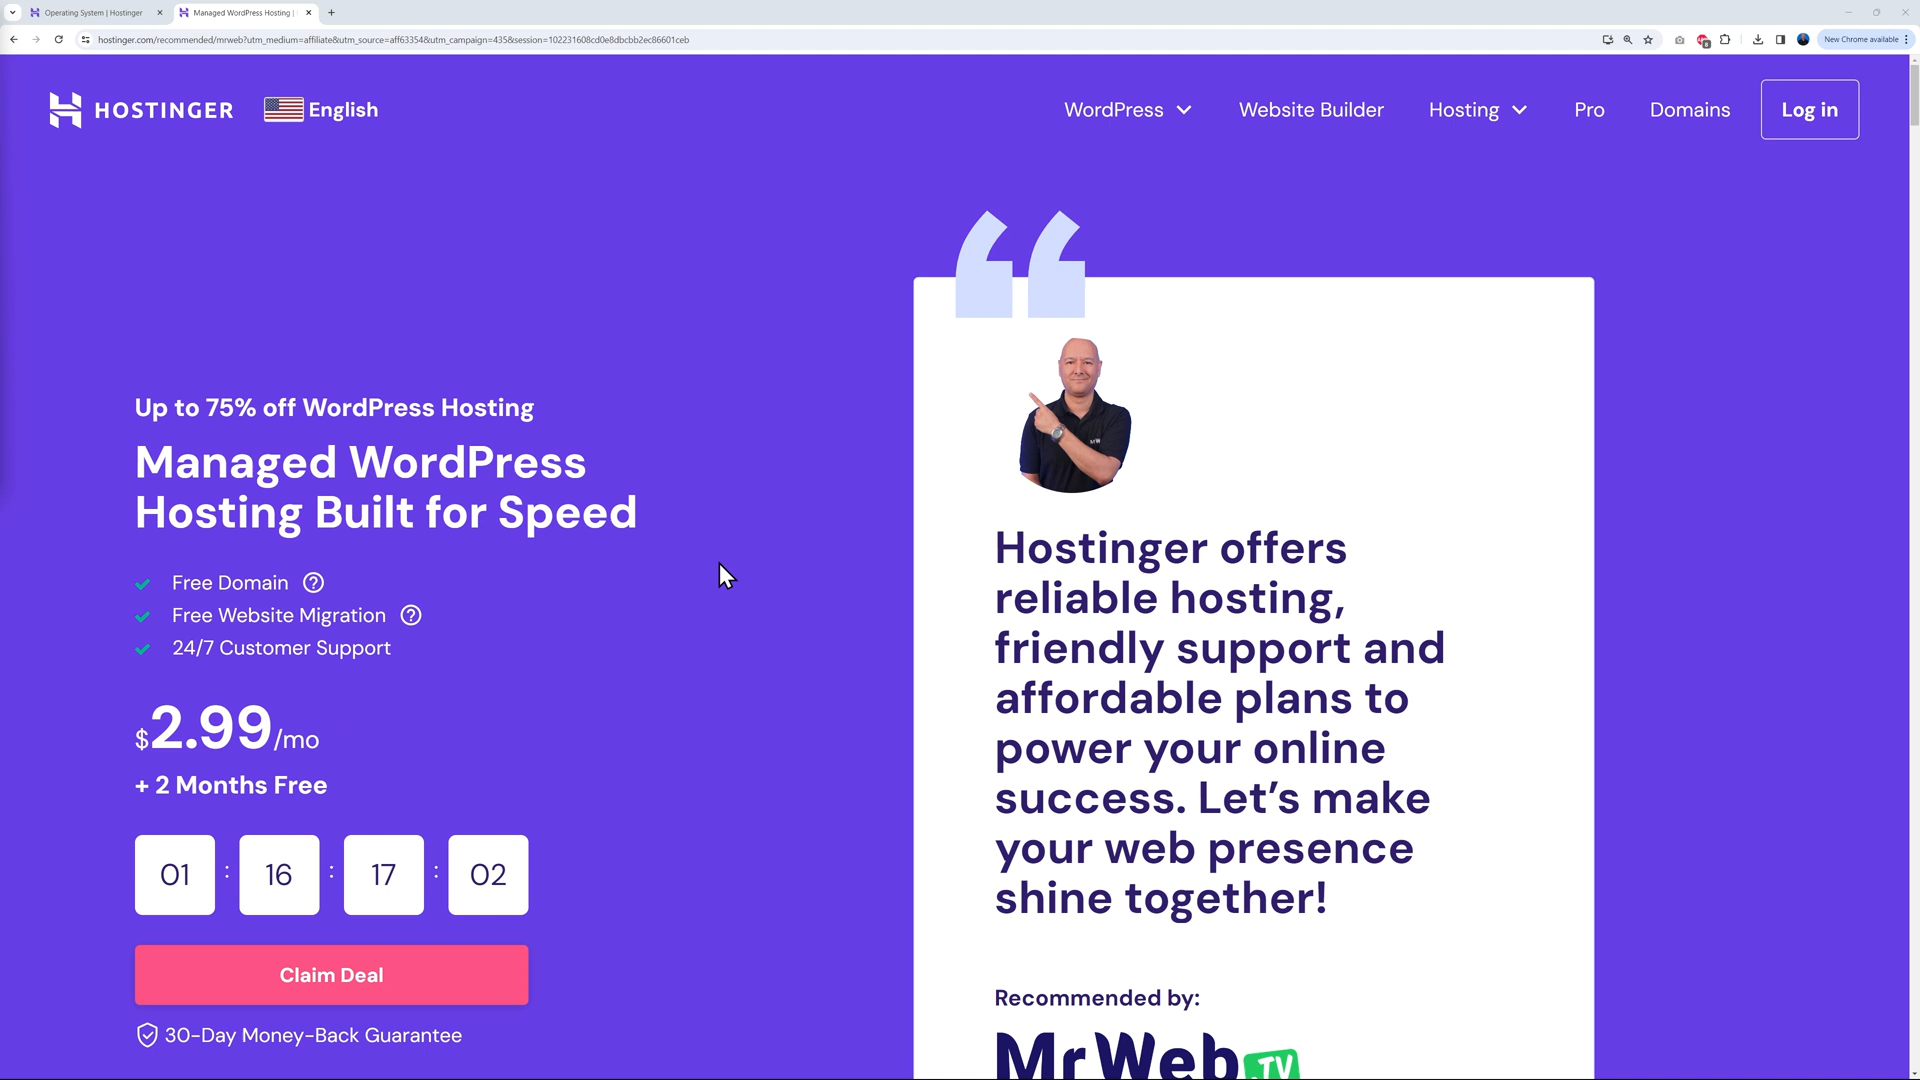 Operating System | Hostinger
Managed WordPress Hosting |
New Chrome available
hostinger.com/recommended/mrweb?utm_medium=affiliate&utm_source=aff63354&utm_campaign=435&session=102231608cd0e8dbcbb2ec86601ceb
HOSTINGER
English
WordPress
Website Builder
Hosting
Pro
Domains
Log in
Up to 75% off WordPress Hosting
Managed WordPress
Hosting Built for Speed
Free Domain
Free Website Migration
24/7 Customer Support
$2.99/mo
+ 2 Months Free
01 : 16 : 17 : 02
Claim Deal
30-Day Money-Back Guarantee
“
Hostinger offers
reliable hosting,
friendly support and
affordable plans to
power your online
success. Let’s make
your web presence
shine together!
Recommended by:
MrWeb.TV